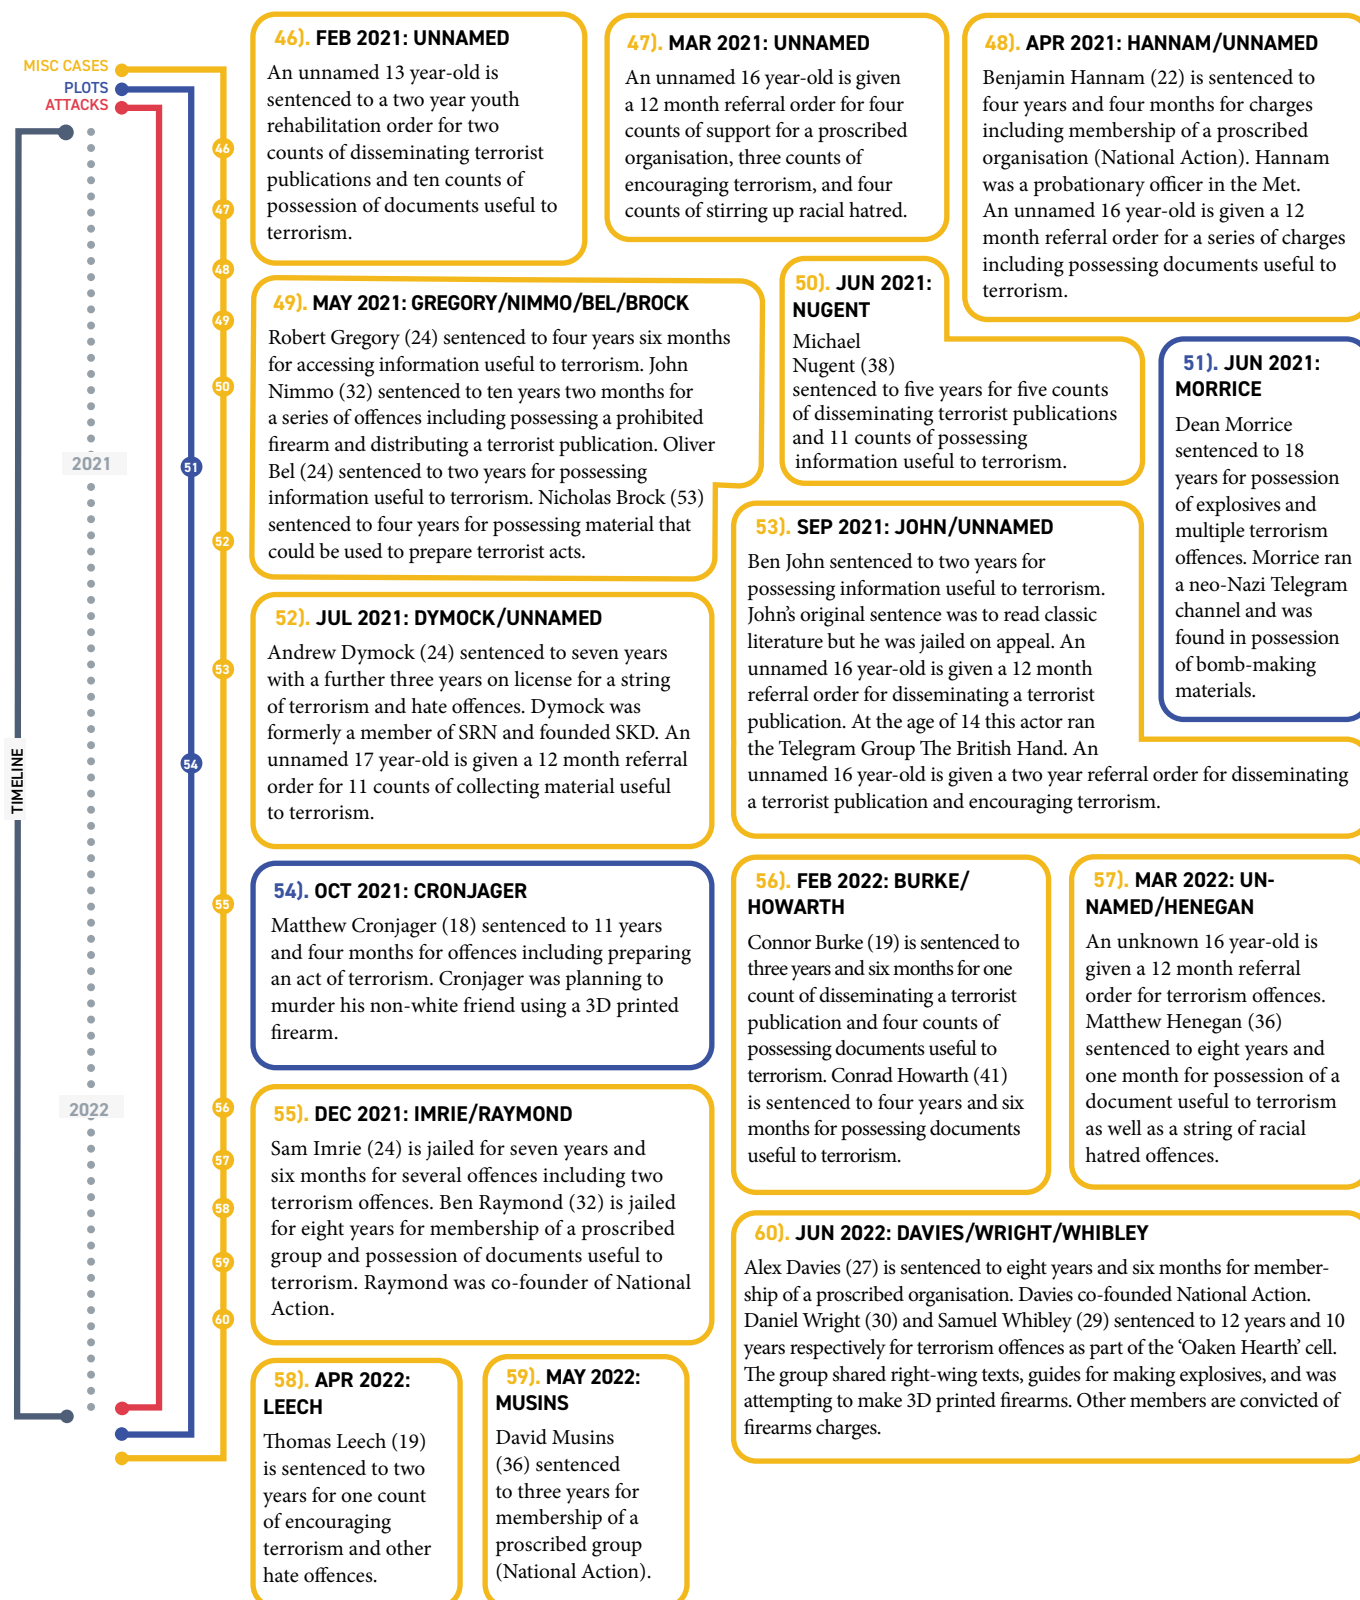 MISC CASES
PLOTS
ATTACKS
TIMELINE
2021
2022
46
47
48
49
50
51
52
53
54
55
56
57
58
59
60
46). FEB 2021: UNNAMED
An unnamed 13 year-old is
sentenced to a two year youth
rehabilitation order for two
counts of disseminating terrorist
publications and ten counts of
possession of documents useful to
terrorism.
47). MAR 2021: UNNAMED
An unnamed 16 year-old is given
a 12 month referral order for four
counts of support for a proscribed
organisation, three counts of
encouraging terrorism, and four
counts of stirring up racial hatred.
48). APR 2021: HANNAM/UNNAMED
Benjamin Hannam (22) is sentenced to
four years and four months for charges
including membership of a proscribed
organisation (National Action). Hannam
was a probationary officer in the Met.
An unnamed 16 year-old is given a 12
month referral order for a series of charges
including possessing documents useful to
terrorism.
49). MAY 2021: GREGORY/NIMMO/BEL/BROCK
Robert Gregory (24) sentenced to four years six months
for accessing information useful to terrorism. John
Nimmo (32) sentenced to ten years two months for
a series of offences including possessing a prohibited
firearm and distributing a terrorist publication. Oliver
Bel (24) sentenced to two years for possessing
information useful to terrorism. Nicholas Brock (53)
sentenced to four years for possessing material that
could be used to prepare terrorist acts.
50). JUN 2021:
NUGENT
Michael
Nugent (38)
sentenced to five years for five counts
of disseminating terrorist publications
and 11 counts of possessing
information useful to terrorism.
51). JUN 2021:
MORRICE
Dean Morrice
sentenced to 18
years for possession
of explosives and
multiple terrorism
offences. Morrice ran
a neo-Nazi Telegram
channel and was
found in possession
of bomb-making
materials.
52). JUL 2021: DYMOCK/UNNAMED
Andrew Dymock (24) sentenced to seven years
with a further three years on license for a string
of terrorism and hate offences. Dymock was
formerly a member of SRN and founded SKD. An
unnamed 17 year-old is given a 12 month referral
order for 11 counts of collecting material useful
to terrorism.
53). SEP 2021: JOHN/UNNAMED
Ben John sentenced to two years for
possessing information useful to terrorism.
John's original sentence was to read classic
literature but he was jailed on appeal. An
unnamed 16 year-old is given a 12 month
referral order for disseminating a terrorist
publication. At the age of 14 this actor ran
the Telegram Group The British Hand. An
unnamed 16 year-old is given a two year referral order for disseminating
a terrorist publication and encouraging terrorism.
54). OCT 2021: CRONJAGER
Matthew Cronjager (18) sentenced to 11 years
and four months for offences including preparing
an act of terrorism. Cronjager was planning to
murder his non-white friend using a 3D printed
firearm.
55). DEC 2021: IMRIE/RAYMOND
Sam Imrie (24) is jailed for seven years and
six months for several offences including two
terrorism offences. Ben Raymond (32) is jailed
for eight years for membership of a proscribed
group and possession of documents useful to
terrorism. Raymond was co-founder of National
Action.
56). FEB 2022: BURKE/
HOWARTH
Connor Burke (19) is sentenced to
three years and six months for one
count of disseminating a terrorist
publication and four counts of
possessing documents useful to
terrorism. Conrad Howarth (41)
is sentenced to four years and six
months for possessing documents
useful to terrorism.
57). MAR 2022: UN-
NAMED/HENEGAN
An unknown 16 year-old is
given a 12 month referral
order for terrorism offences.
Matthew Henegan (36)
sentenced to eight years and
one month for possession of a
document useful to terrorism
as well as a string of racial
hatred offences.
58). APR 2022:
LEECH
Thomas Leech (19)
is sentenced to two
years for one count
of encouraging
terrorism and other
hate offences.
59). MAY 2022:
MUSINS
David Musins
(36) sentenced
to three years for
membership of a
proscribed group
(National Action).
60). JUN 2022: DAVIES/WRIGHT/WHIBLEY
Alex Davies (27) is sentenced to eight years and six months for member-
ship of a proscribed organisation. Davies co-founded National Action.
Daniel Wright (30) and Samuel Whibley (29) sentenced to 12 years and 10
years respectively for terrorism offences as part of the ‘Oaken Hearth’ cell.
The group shared right-wing texts, guides for making explosives, and was
attempting to make 3D printed firearms. Other members are convicted of
firearms charges.